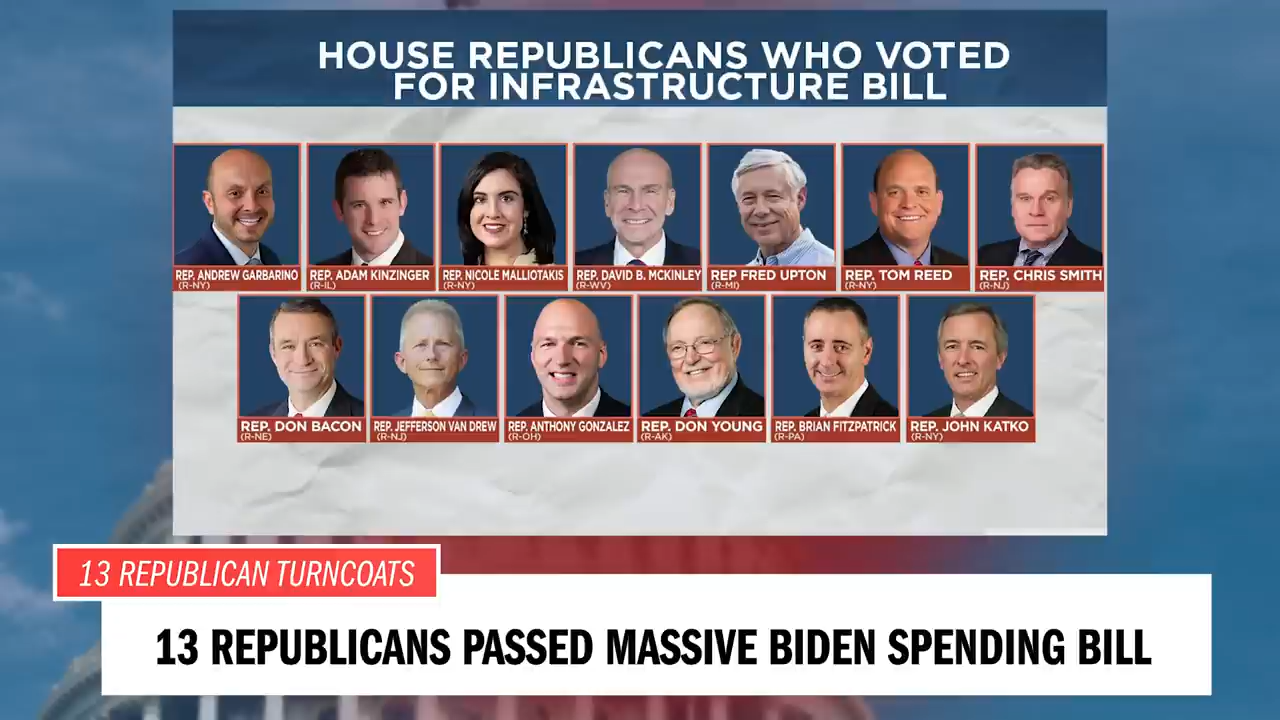 HOUSE REPUBLICANS WHO VOTED
FOR INFRASTRUCTURE BILL
REP. ANDREW GARBARINO
(R-NY)
REP. ADAM KINZINGER
(R-IL)
REP. NICOLE MALLIOTAKIS
(R-NY)
REP. DAVID B. MCKINLEY
(R-WV)
REP FRED UPTON
(R-MI)
REP. TOM REED
(R-NY)
REP. CHRIS SMITH
(R-NJ)
REP. DON BACON
(R-NE)
REP. JEFFERSON VAN DREW
(R-NJ)
REP. ANTHONY GONZALEZ
(R-OH)
REP. DON YOUNG
(R-AK)
REP. BRIAN FITZPATRICK
(R-PA)
REP. JOHN KATKO
(R-NY)
13 REPUBLICAN TURNCOATS
13 REPUBLICANS PASSED MASSIVE BIDEN SPENDING BILL